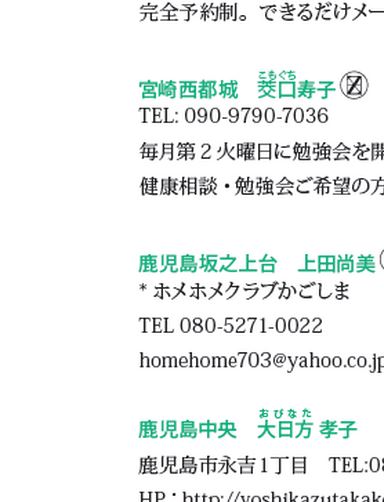 完全予約制。できるだけメー
こもぐち
宮崎西都城　茭口寿子 Ⓩ
TEL: 090-9790-7036
毎月第２火曜日に勉強会を開
健康相談・勉強会ご希望の方
鹿児島坂之上台　上田尚美
* ホメホメクラブかごしま
TEL 080-5271-0022
homehome703@yahoo.co.jp
おびなた
鹿児島中央　大日方 孝子
鹿児島市永吉1丁目　TEL:08
HP：http://yoshikazutakak